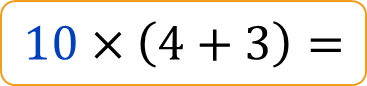 10 × (4 + 3) =